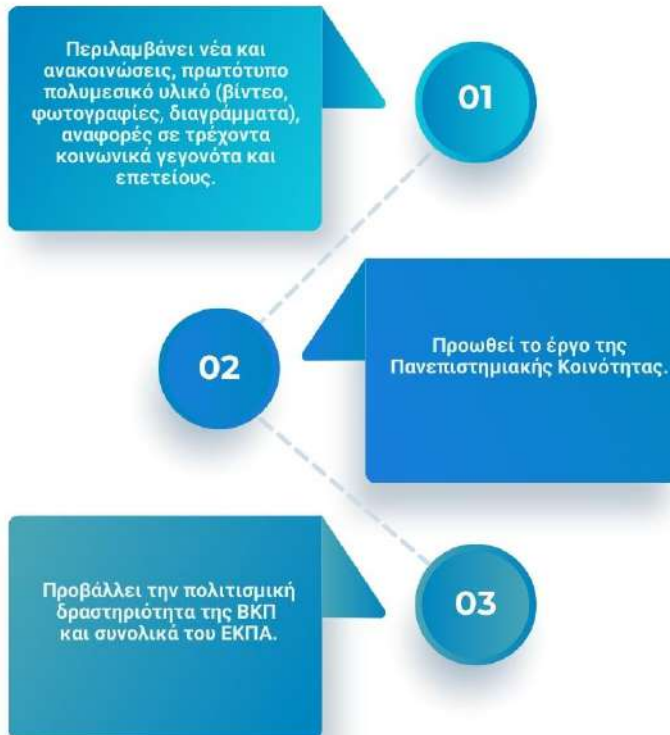 Περιλαμβάνει νέα και
ανακοινώσεις, πρωτότυπο
πολυμεσικό υλικό (βίντεο,
φωτογραφίες, διαγράμματα),
αναφορές σε τρέχοντα
κοινωνικά γεγονότα και
επετείους.
01
02
Προωθεί το έργο της
Πανεπιστημιακής Κοινότητας.
Προβάλλει την πολιτισμική
δραστηριότητα της ΒΚΠ
και συνολικά του ΕΚΠΑ.
03